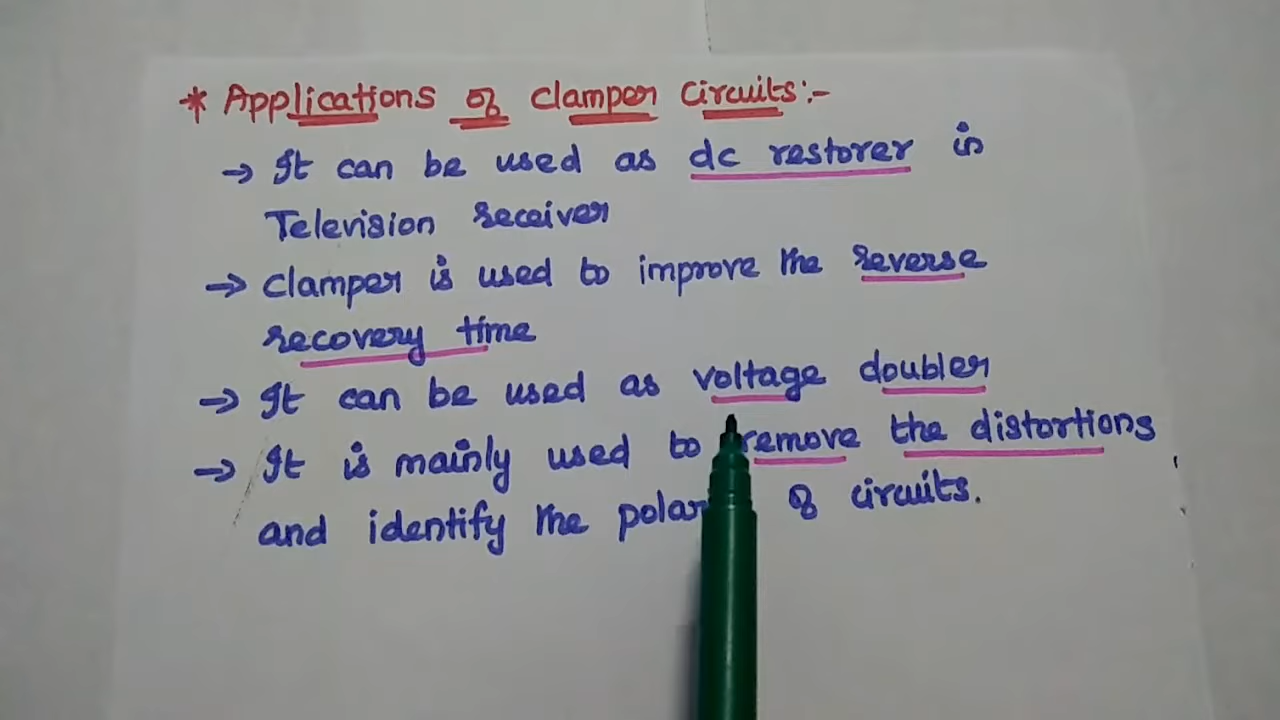 * Applications of clamper circuits:-
→ It can be used as dc restorer in
Television receiver
→ clamper is used to improve the reverse
recovery time
→ It can be used as voltage doubler
→ It is mainly used to remove the distortions
and identify the polar of circuits.